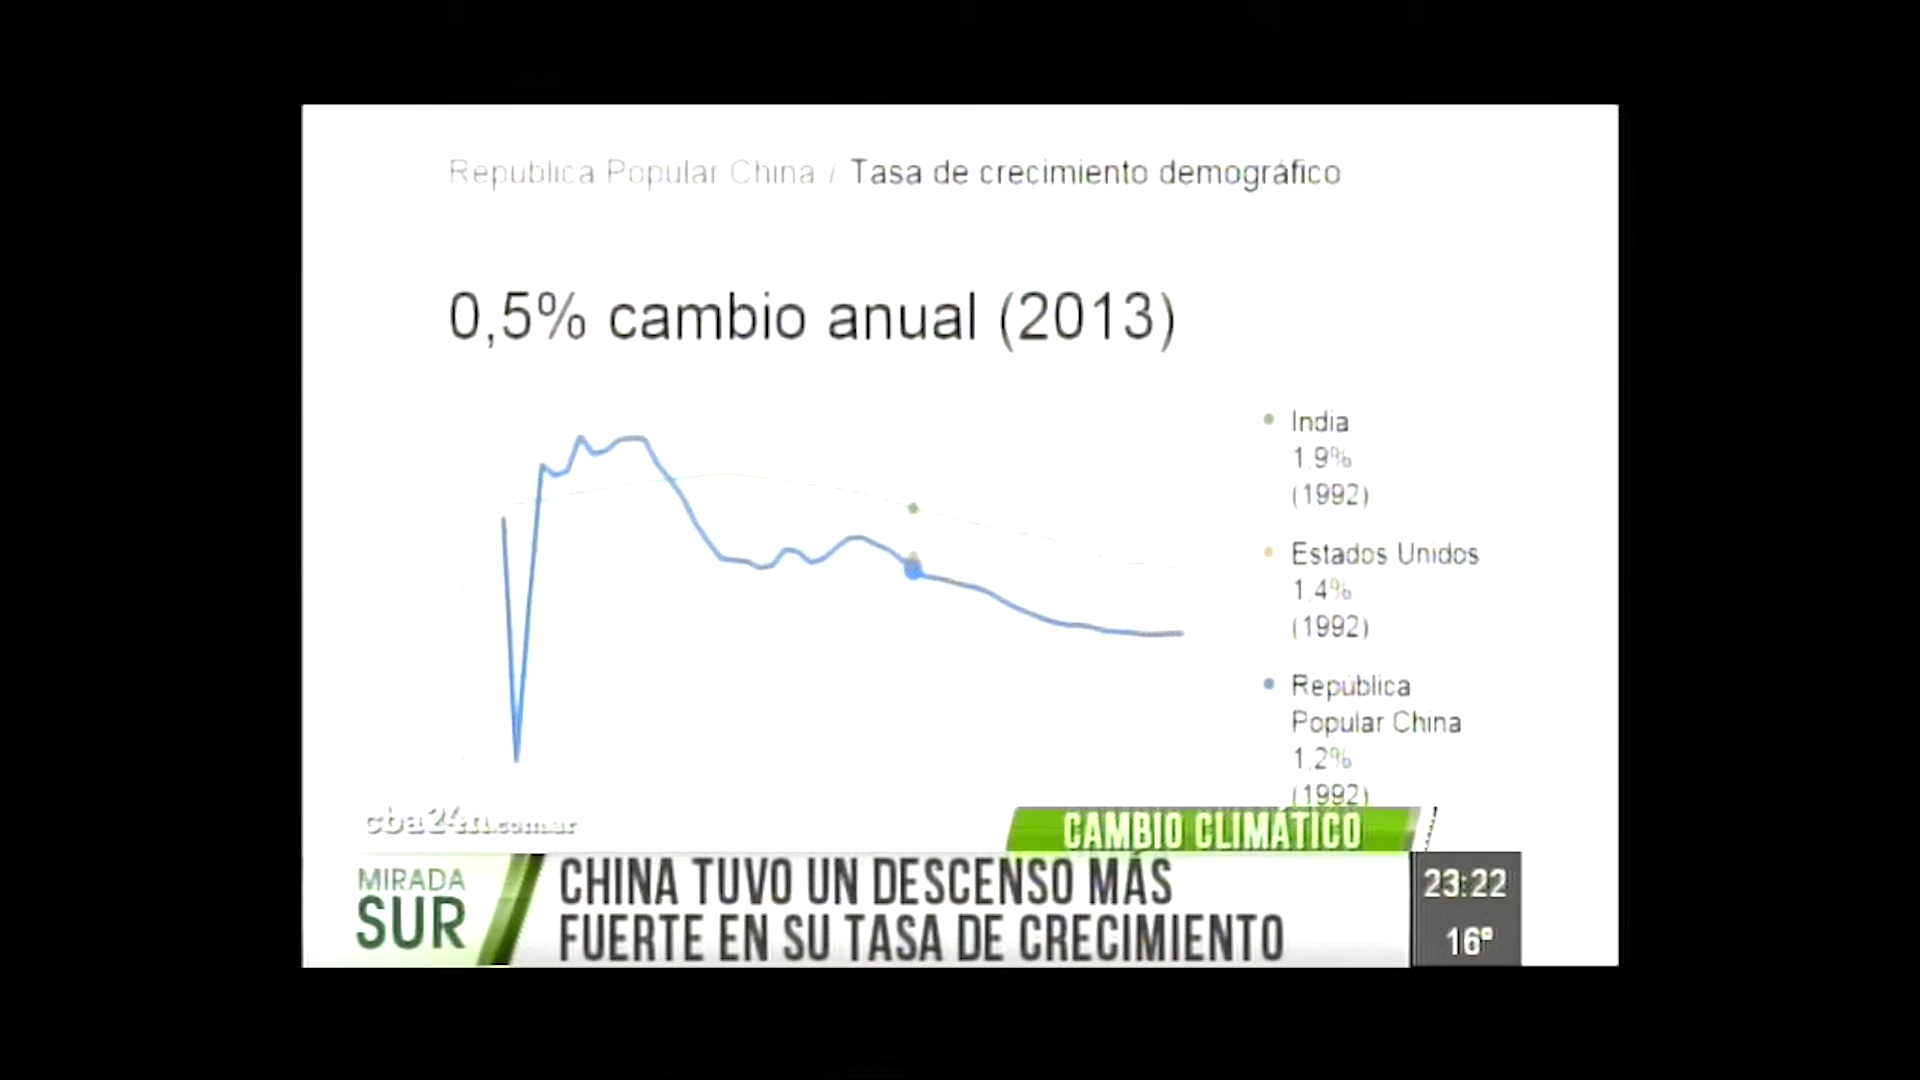 Republica Popular China / Tasa de crecimiento demográfico
0,5% cambio anual (2013)
India
1.9%
(1992)
Estados Unidos
1.4%
(1992)
República
Popular China
1.2%
(1992)
cba24n.com.ar
CAMBIO CLIMÁTICO
MIRADA
SUR
CHINA TUVO UN DESCENSO MÁS
FUERTE EN SU TASA DE CRECIMIENTO
23:22
16°